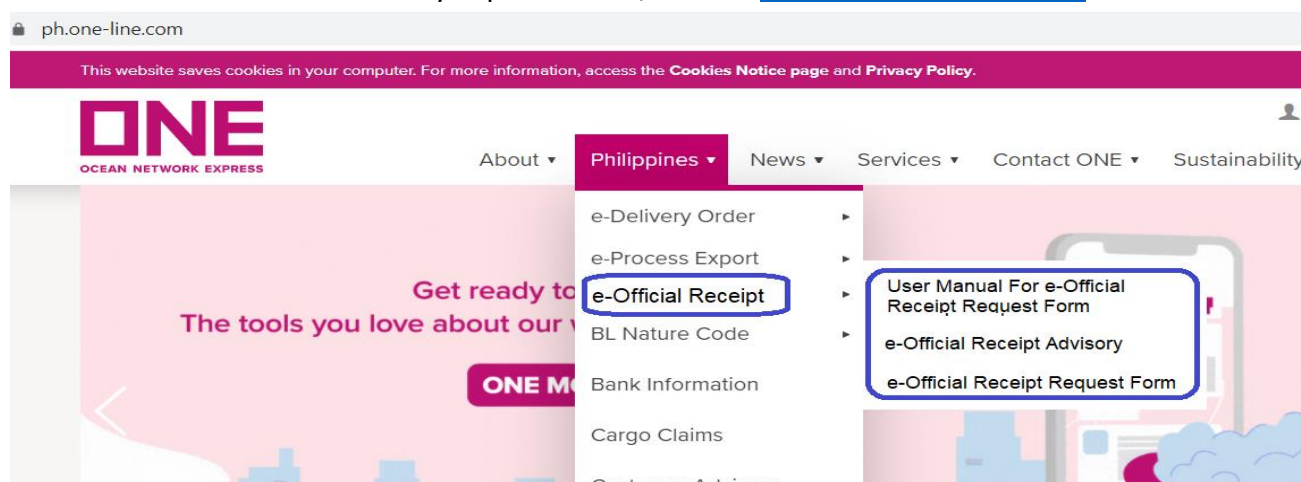 ph.one-line.com
This website saves cookies in your computer. For more information, access the Cookies Notice page and Privacy Policy.
ONE
OCEAN NETWORK EXPRESS
About
Philippines
News
Services
Contact ONE
Sustainability
e-Delivery Order
e-Process Export
e-Official Receipt
User Manual For e-Official
Receipt Request Form
e-Official Receipt Advisory
e-Official Receipt Request Form
BL Nature Code
Bank Information
Cargo Claims
Get ready to
The tools you love about our
ONE